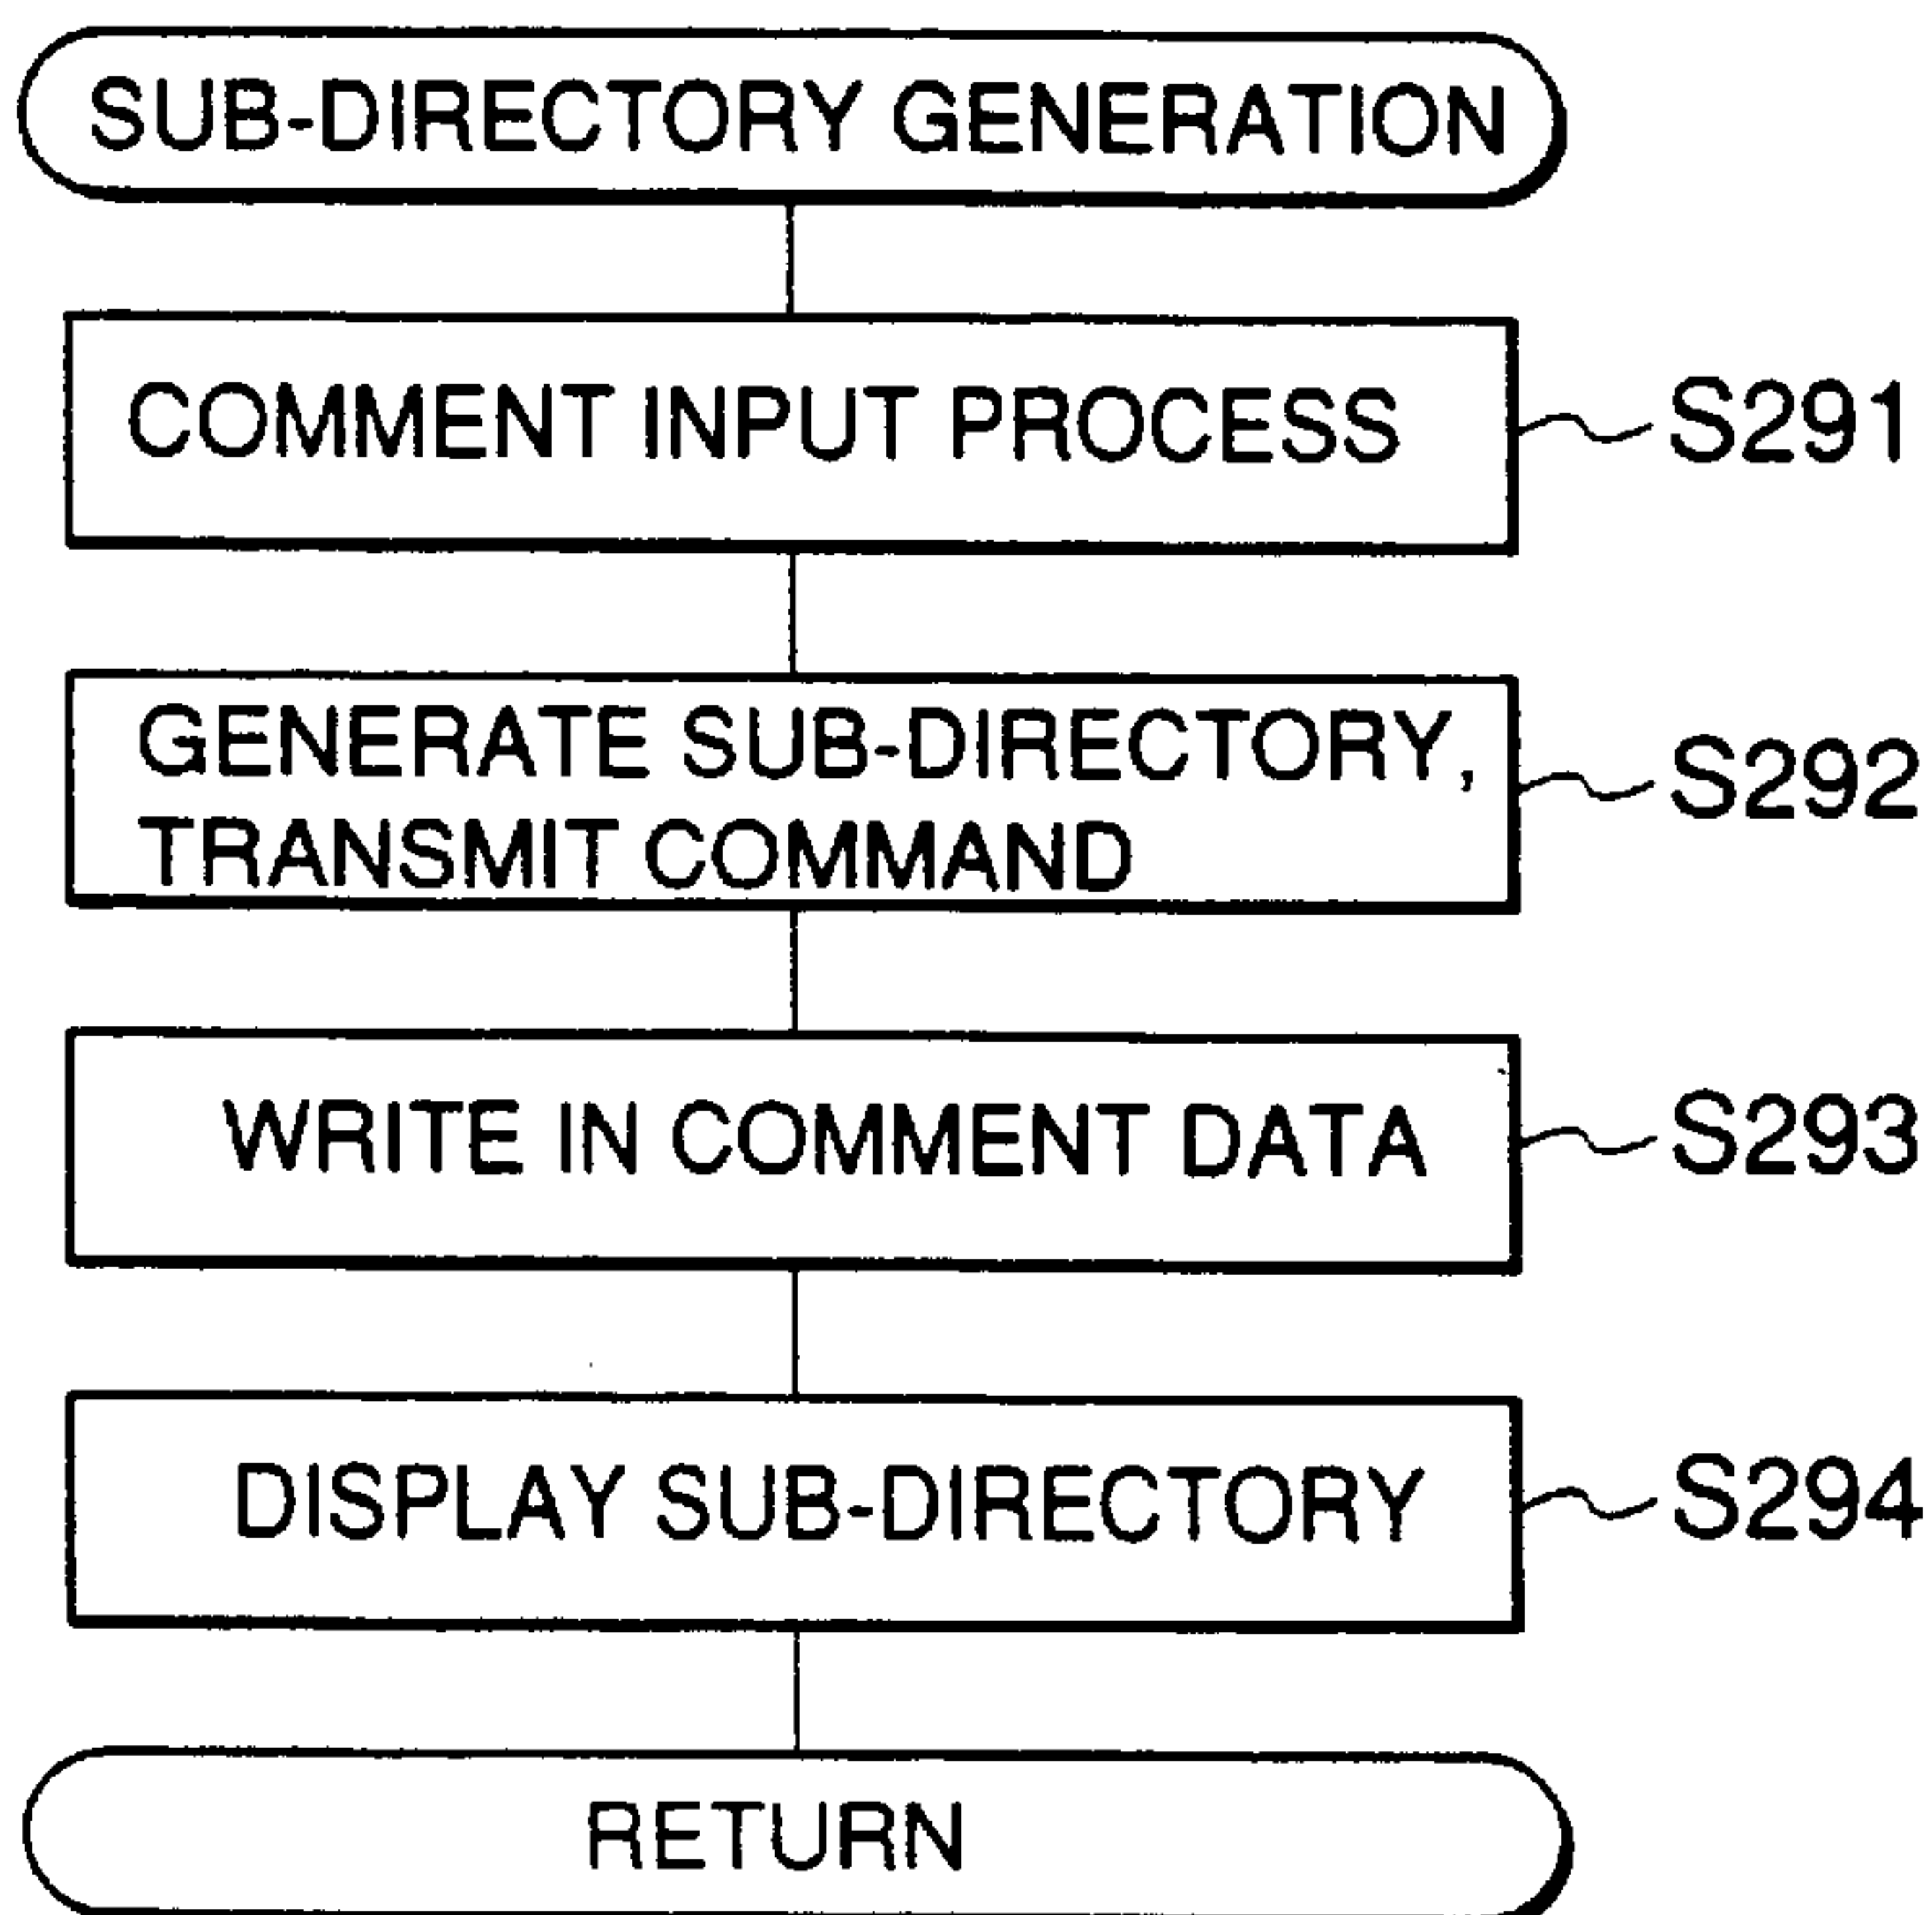 SUB-DIRECTORY GENERATION
COMMENT INPUT PROCESS
S291
GENERATE SUB-DIRECTORY,
TRANSMIT COMMAND
S292
WRITE IN COMMENT DATA
S293
DISPLAY SUB-DIRECTORY
S294
RETURN